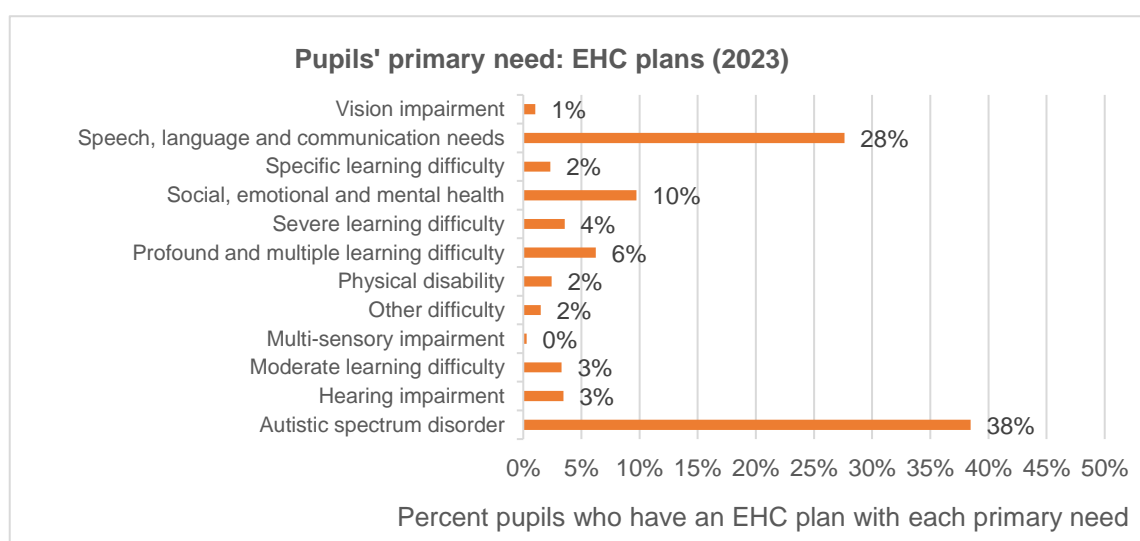 Pupils' primary need: EHC plans (2023)
Vision impairment 1%
Speech, language and communication needs 28%
Specific learning difficulty 2%
Social, emotional and mental health 10%
Severe learning difficulty 4%
Profound and multiple learning difficulty 6%
Physical disability 2%
Other difficulty 2%
Multi-sensory impairment 0%
Moderate learning difficulty 3%
Hearing impairment 3%
Autistic spectrum disorder 38%
0% 5% 10% 15% 20% 25% 30% 35% 40% 45% 50%
Percent pupils who have an EHC plan with each primary need